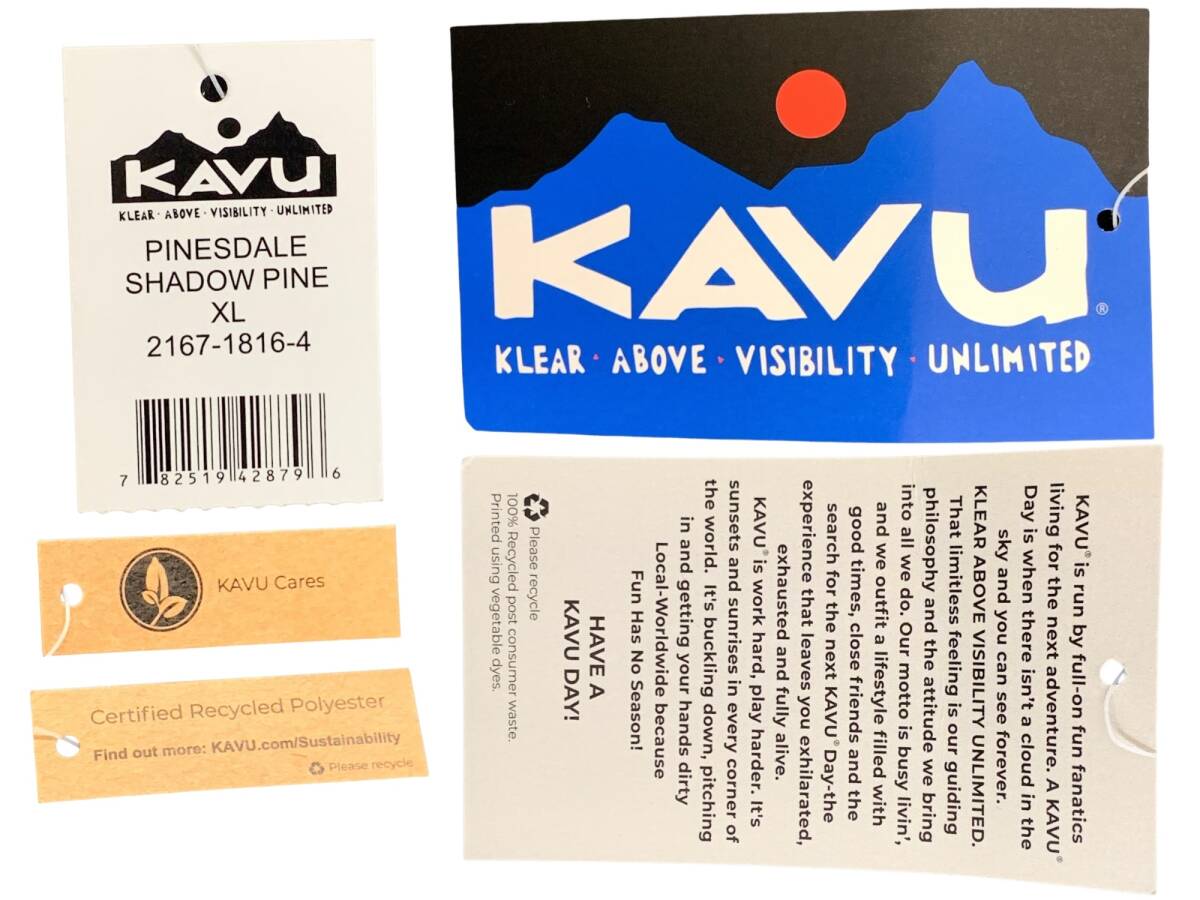 KAVU
KLEAR · ABOVE · VISIBILITY · UNLIMITED
PINESDALE
SHADOW PINE
XL
2167-1816-4
7 82519 42879 6
KAVU Cares
Certified Recycled Polyester
Find out more: KAVU.com/Sustainability
Please recycle
KAVU®
KLEAR · ABOVE · VISIBILITY · UNLIMITED
KAVU® is run by full-on fun fanatics
living for the next adventure. A KAVU®
Day is when there isn't a cloud in the
sky and you can see forever.
KLEAR ABOVE VISIBILITY UNLIMITED.
That limitless feeling is our guiding
philosophy and the attitude we bring
into all we do. Our motto is busy livin',
and we outfit a lifestyle filled with
good times, close friends and the
search for the next KAVU® Day-the
experience that leaves you exhilarated,
exhausted and fully alive.
KAVU® is work hard, play harder. It's
sunsets and sunrises in every corner of
the world. It's buckling down, pitching
in and getting your hands dirty
Local-Worldwide because
Fun Has No Season!
HAVE A
KAVU DAY!
Please recycle
100% Recycled post consumer waste.
Printed using vegetable dyes.